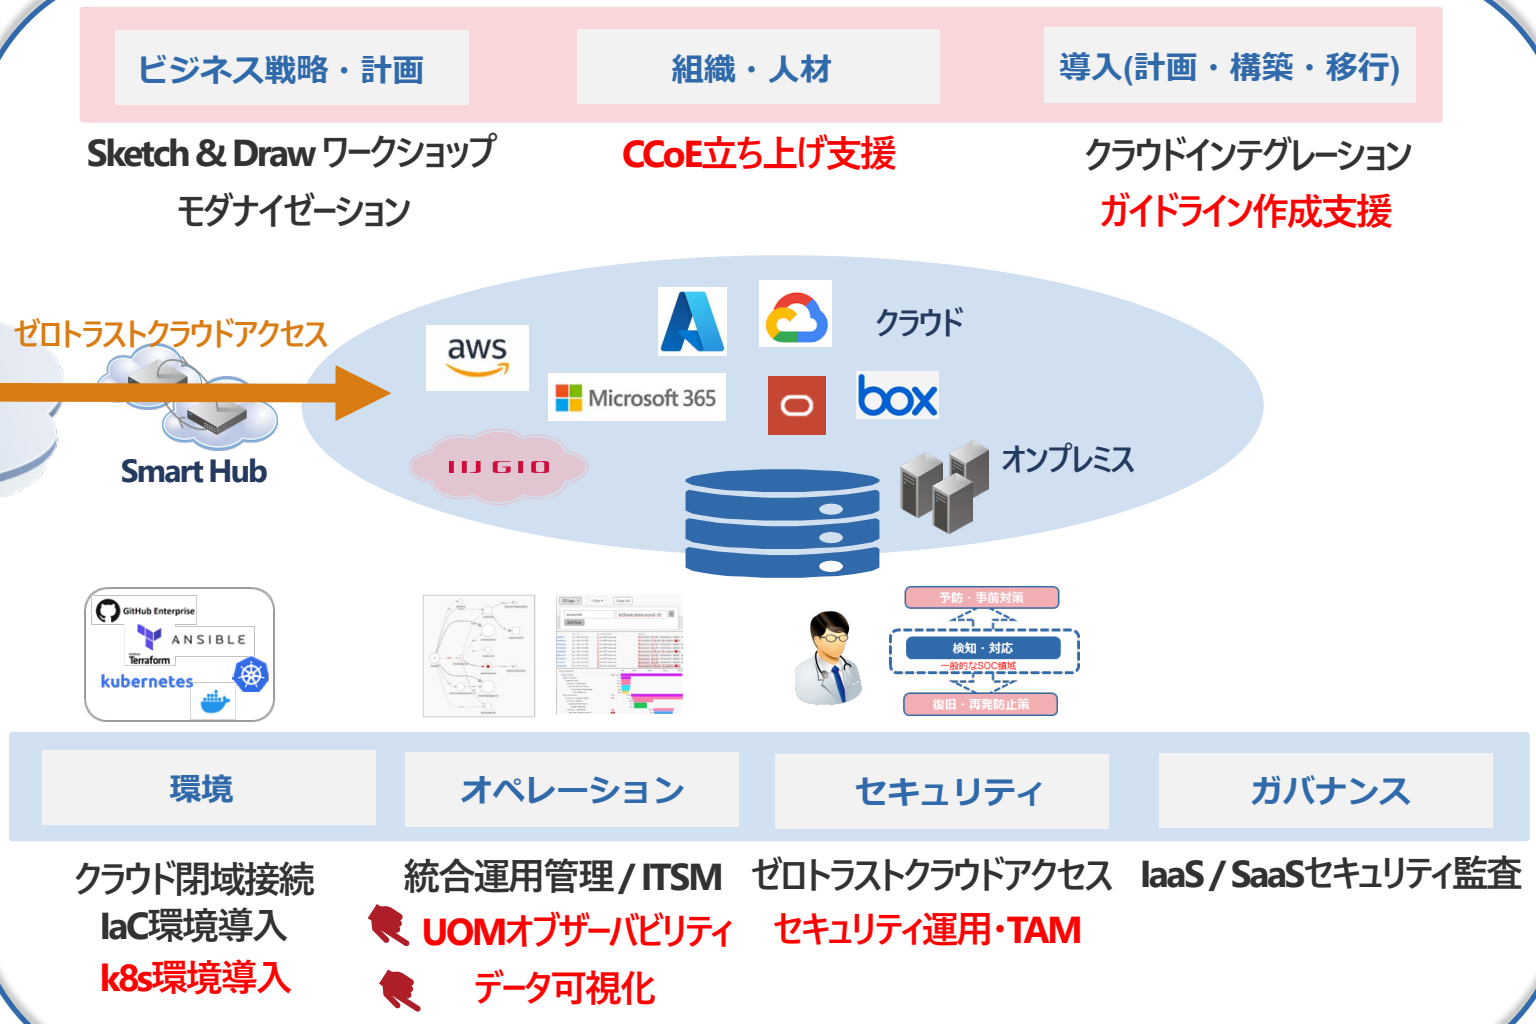 ビジネス戦略・計画
組織・人材
導入(計画・構築・移行)
Sketch & Draw ワークショップ
モダナイゼーション
CCoE立ち上げ支援
クラウドインテグレーション
ガイドライン作成支援
ゼロトラストクラウドアクセス
Smart Hub
aws
クラウド
Microsoft 365
box
IIJ GIO
オンプレミス
GitHub Enterprise
ANSIBLE
Terraform
kubernetes
予防・事前対策
検知・対応
一般的なSOC領域
復旧・再発防止策
環境
オペレーション
セキュリティ
ガバナンス
クラウド閉域接続
IaC環境導入
k8s環境導入
統合運用管理 / ITSM
UOMオブザーバビリティ
データ可視化
ゼロトラストクラウドアクセス
セキュリティ運用・TAM
IaaS / SaaSセキュリティ監査